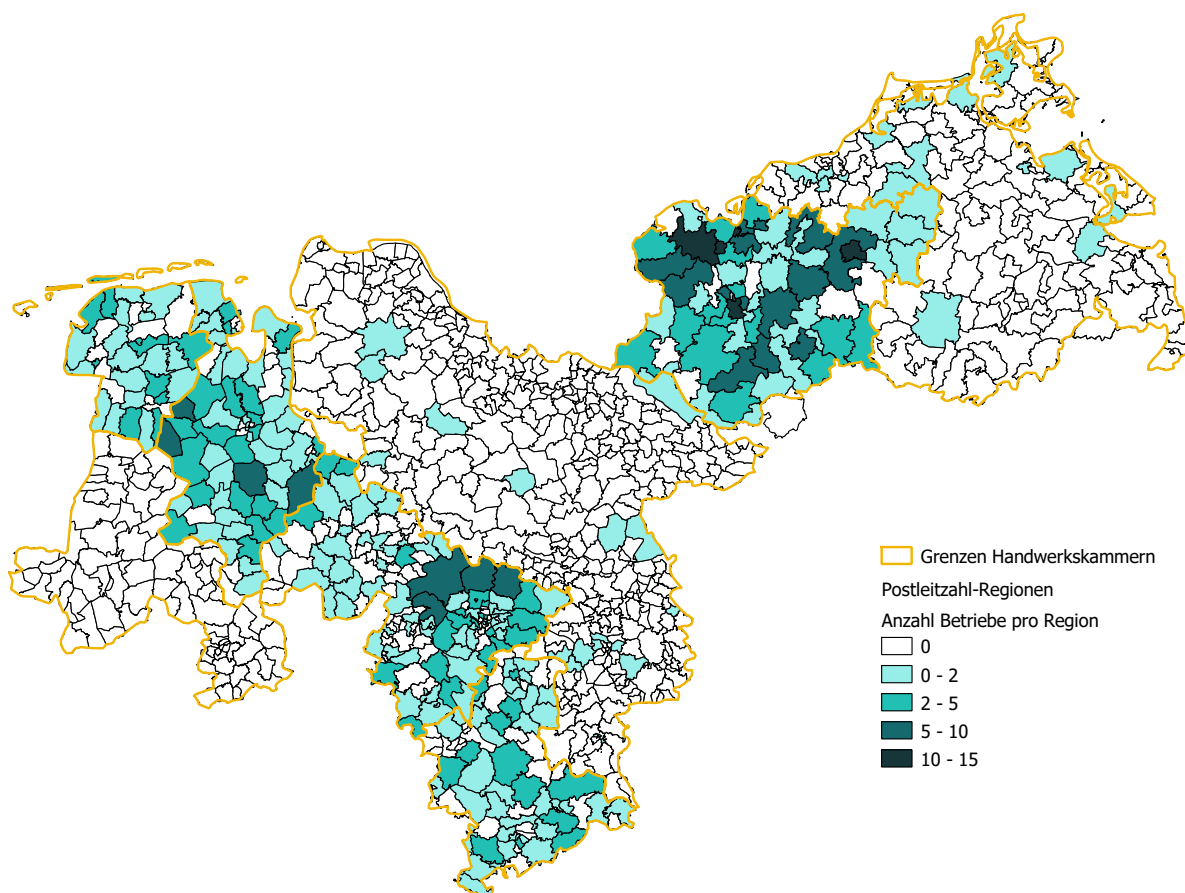 Grenzen Handwerkskammern
Postleitzahl-Regionen
Anzahl Betriebe pro Region
0
0 - 2
2 - 5
5 - 10
10 - 15